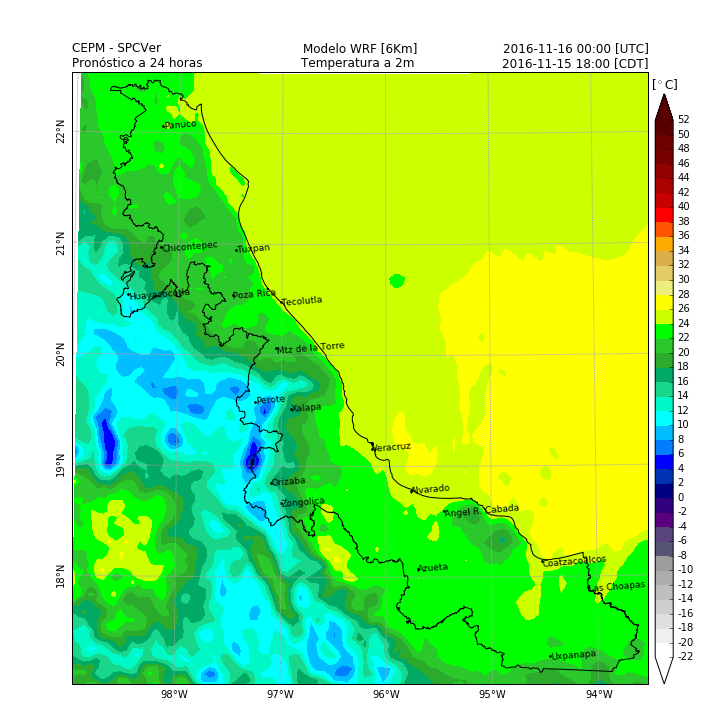 CEPM - SPCVer Modelo WRF [6Km] 2016-11-16 00:00 [UTC]
Pronóstico a 24 horas Temperatura a 2m 2016-11-15 18:00 [CDT]
[°C]
52
50
48
46
44
42
40
38
36
34
32
30
28
26
24
22
20
18
16
14
12
10
8
6
4
2
0
-2
-4
-6
-8
-10
-12
-14
-16
-18
-20
-22
22°N
21°N
20°N
19°N
18°N
Panuco
Chicontepec
Tuxpan
Huayacocotla
Poza Rica
Tecolutla
Mtz de la Torre
Perote
Xalapa
Veracruz
Orizaba
Alvarado
Zongolica
Angel R. Cabada
Azueta
Coatzacoalcos
Las Choapas
Uxpanapa
98°W 97°W 96°W 95°W 94°W